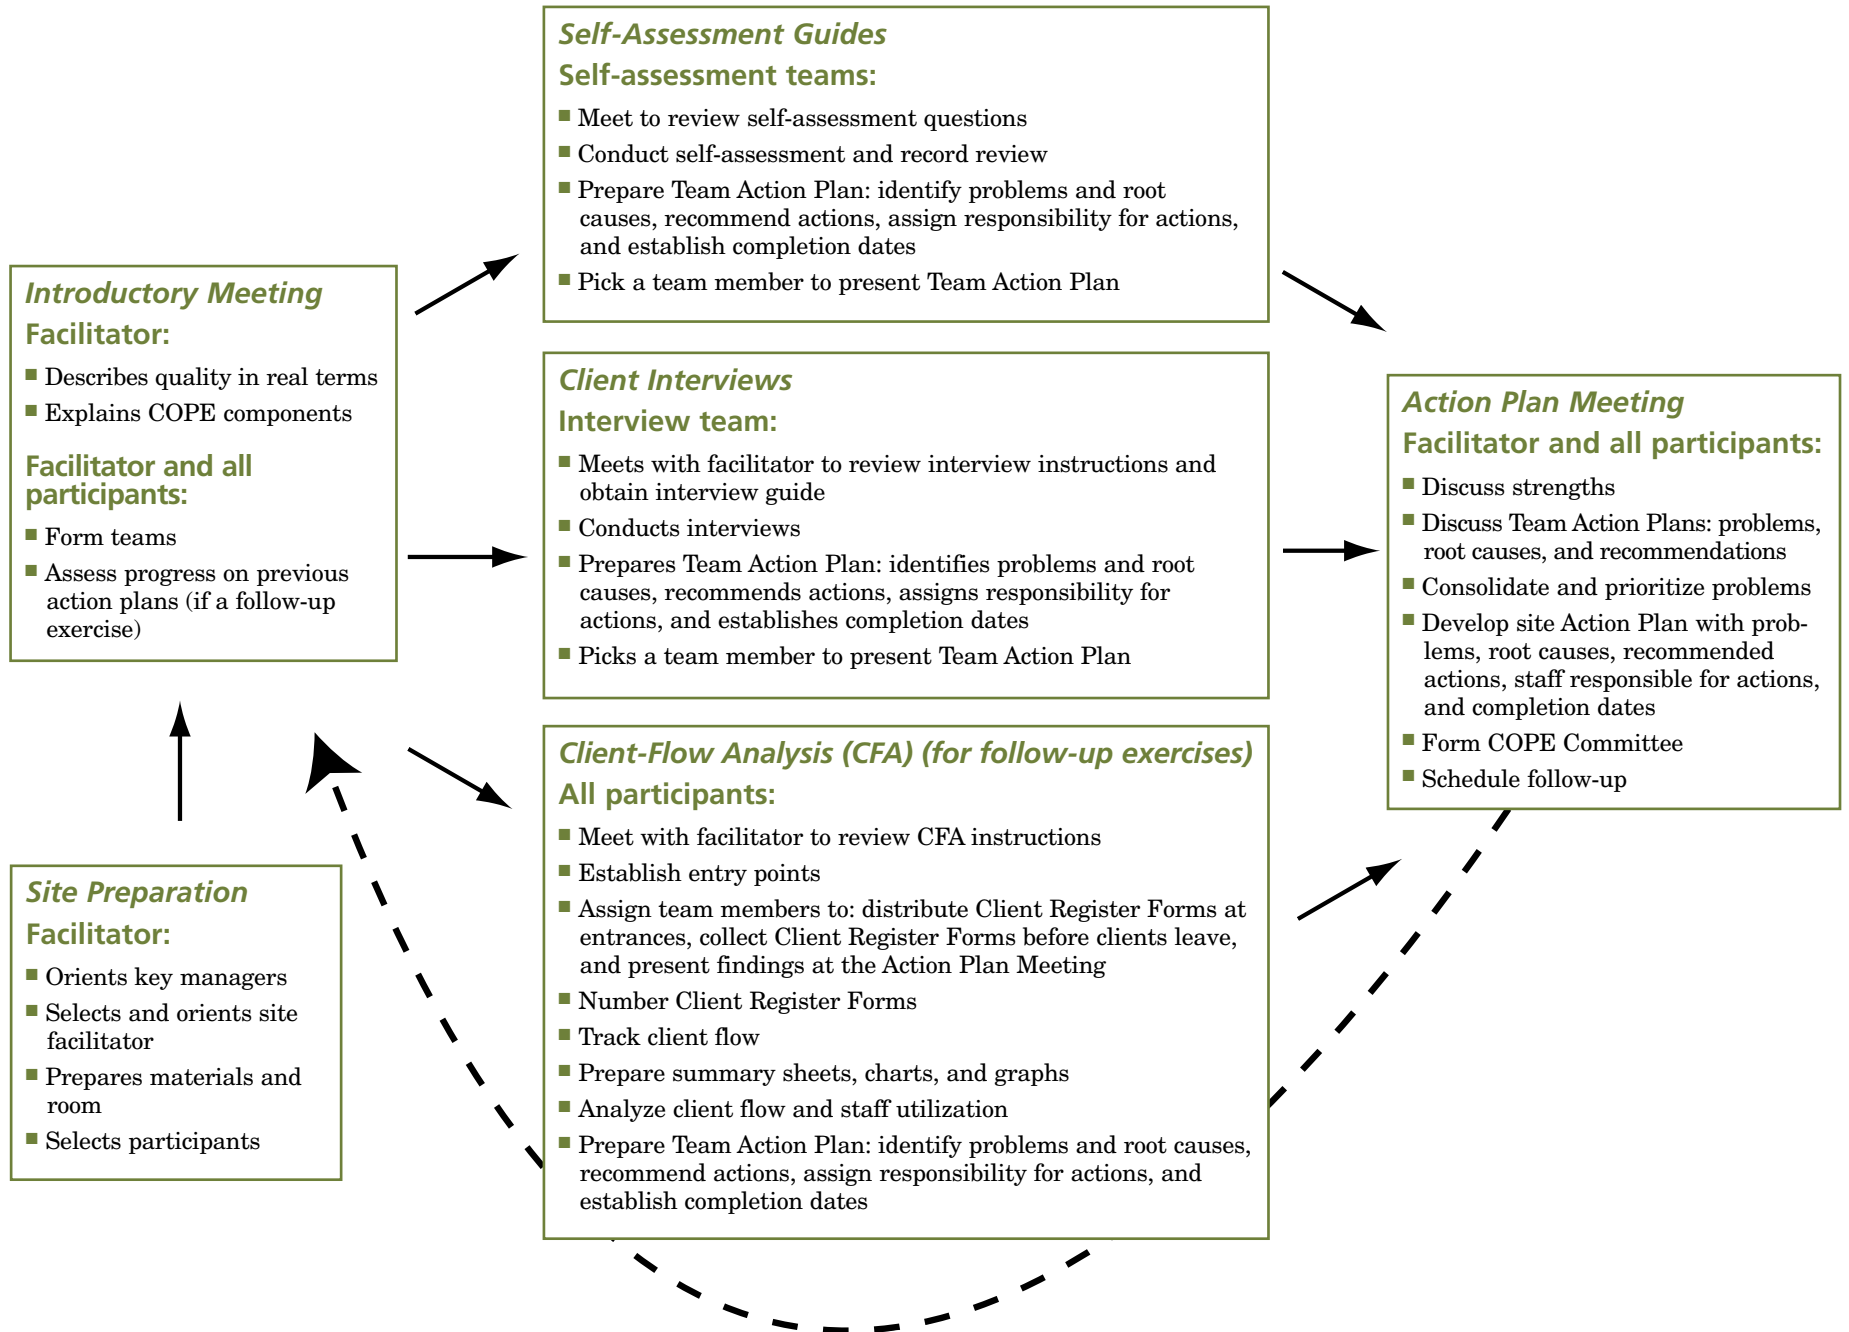 Self-Assessment Guides
Self-assessment teams:
■ Meet to review self-assessment questions
■ Conduct self-assessment and record review
■ Prepare Team Action Plan: identify problems and root
causes, recommend actions, assign responsibility for actions,
and establish completion dates
■ Pick a team member to present Team Action Plan
Introductory Meeting
Facilitator:
■ Describes quality in real terms
■ Explains COPE components
Facilitator and all
participants:
■ Form teams
■ Assess progress on previous
action plans (if a follow-up
exercise)
Client Interviews
Interview team:
■ Meets with facilitator to review interview instructions and
obtain interview guide
■ Conducts interviews
■ Prepares Team Action Plan: identifies problems and root
causes, recommends actions, assigns responsibility for
actions, and establishes completion dates
■ Picks a team member to present Team Action Plan
Action Plan Meeting
Facilitator and all participants:
■ Discuss strengths
■ Discuss Team Action Plans: problems,
root causes, and recommendations
■ Consolidate and prioritize problems
■ Develop site Action Plan with prob-
lems, root causes, recommended
actions, staff responsible for actions,
and completion dates
■ Form COPE Committee
■ Schedule follow-up
Client-Flow Analysis (CFA) (for follow-up exercises)
All participants:
■ Meet with facilitator to review CFA instructions
■ Establish entry points
■ Assign team members to: distribute Client Register Forms at
entrances, collect Client Register Forms before clients leave,
and present findings at the Action Plan Meeting
■ Number Client Register Forms
■ Track client flow
■ Prepare summary sheets, charts, and graphs
■ Analyze client flow and staff utilization
■ Prepare Team Action Plan: identify problems and root causes,
recommend actions, assign responsibility for actions, and
establish completion dates
Site Preparation
Facilitator:
■ Orients key managers
■ Selects and orients site
facilitator
■ Prepares materials and
room
■ Selects participants